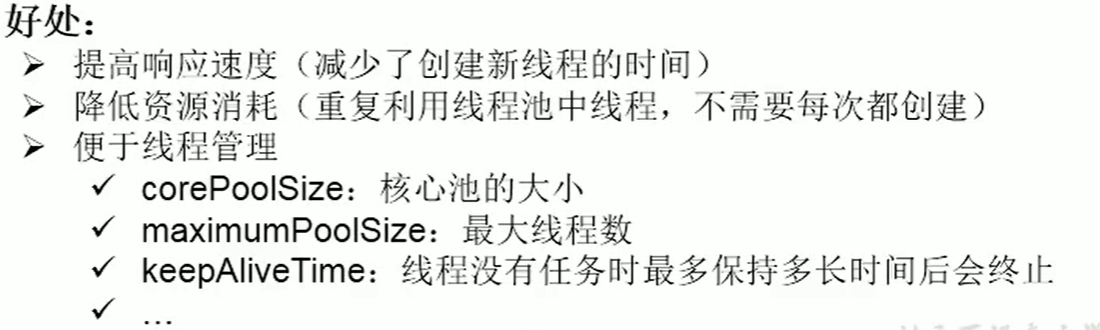 好处：
➢ 提高响应速度（减少了创建新线程的时间）
➢ 降低资源消耗（重复利用线程池中线程，不需要每次都创建）
➢ 便于线程管理
✓ corePoolSize：核心池的大小
✓ maximumPoolSize：最大线程数
✓ keepAliveTime：线程没有任务时最多保持多长时间后会终止
✓ …